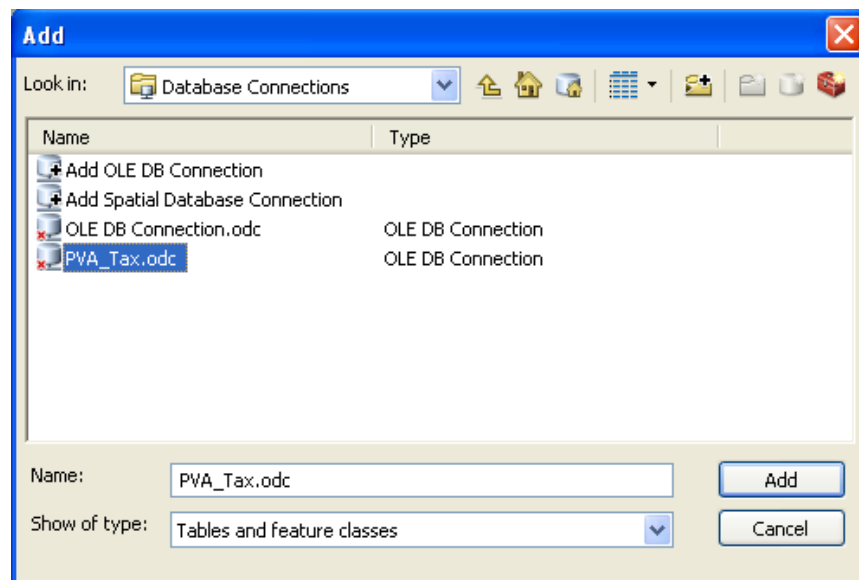 Add
Look in: Database Connections
Name Type
Add OLE DB Connection
Add Spatial Database Connection
OLE DB Connection.odc OLE DB Connection
PVA_Tax.odc OLE DB Connection
Name: PVA_Tax.odc Add
Show of type: Tables and feature classes Cancel